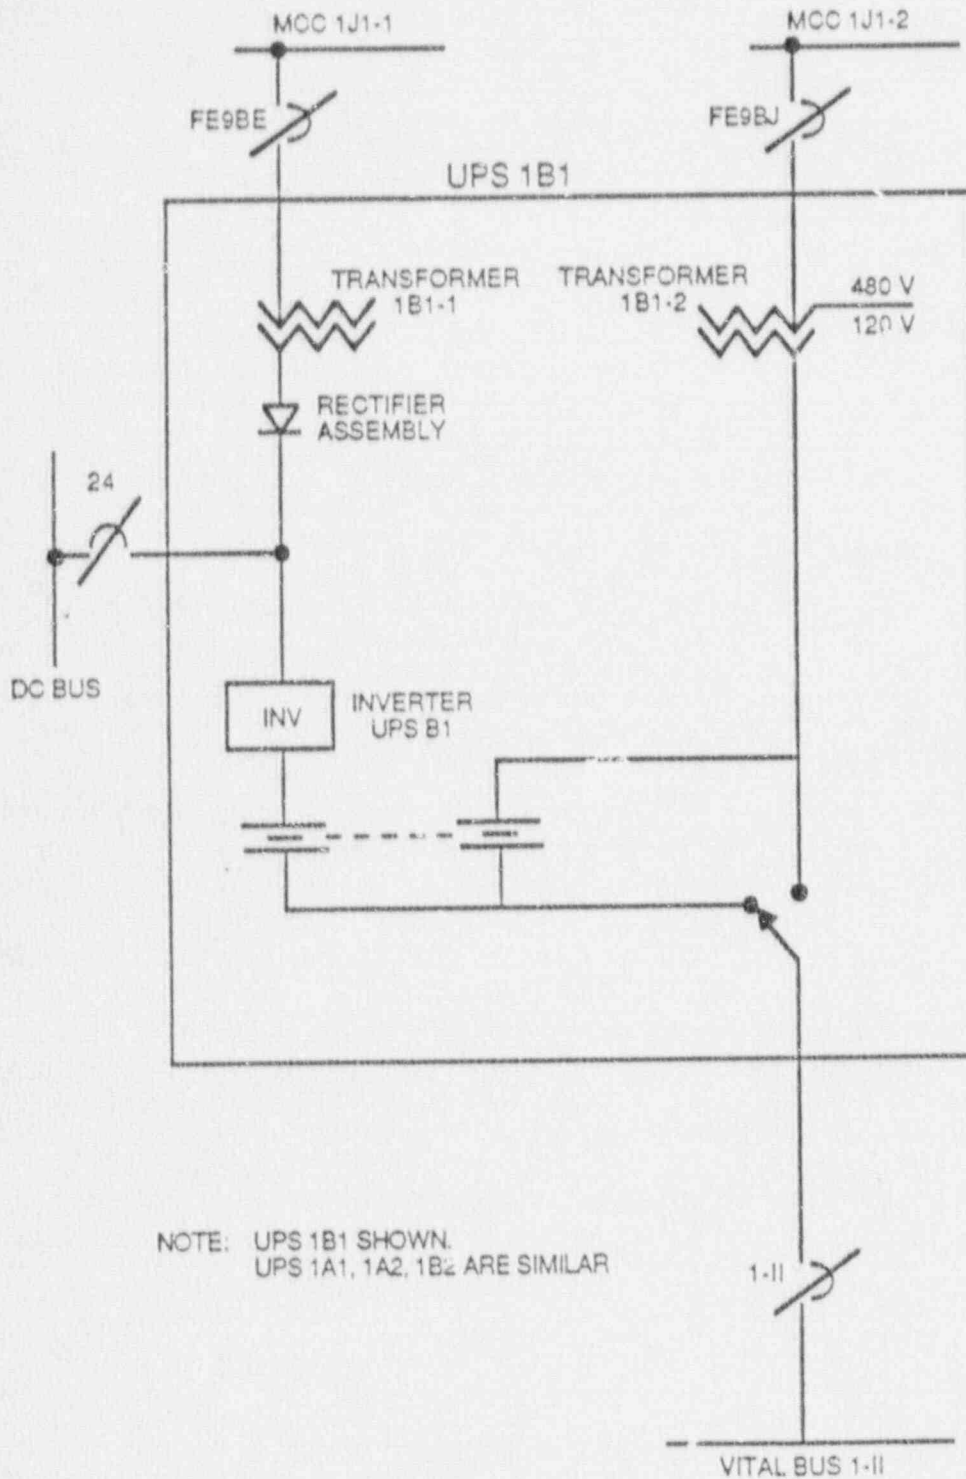 MCC 1J1-1
MCC 1J1-2
FE9BE
FE9BJ
UPS 1B1
TRANSFORMER
1B1-1
TRANSFORMER
1B1-2
480 V
120 V
RECTIFIER
ASSEMBLY
24
DC BUS
INV
INVERTER
UPS B1
NOTE: UPS 1B1 SHOWN.
UPS 1A1, 1A2, 1B2 ARE SIMILAR
1-II
VITAL BUS 1-II